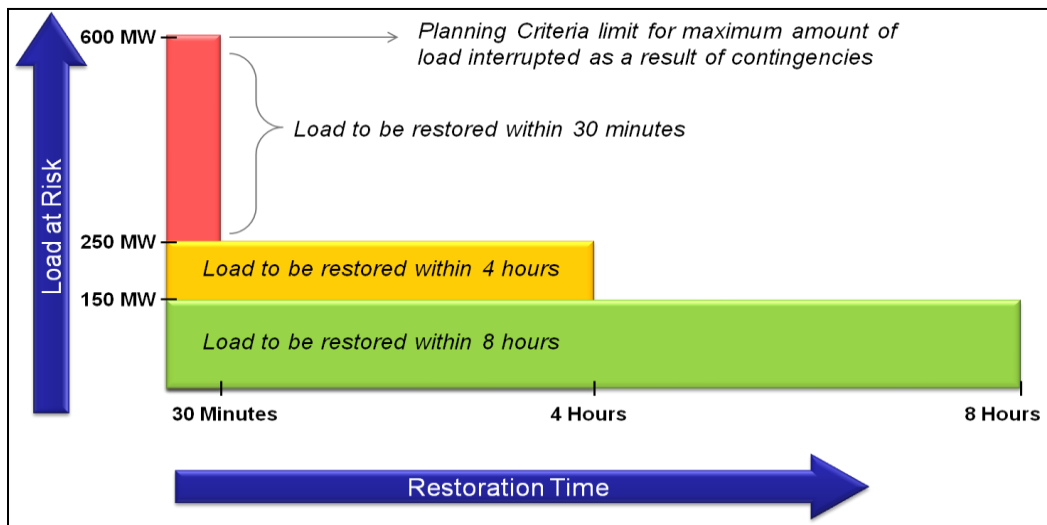 600 MW
Planning Criteria limit for maximum amount of
load interrupted as a result of contingencies
Load to be restored within 30 minutes
Load at Risk
250 MW
Load to be restored within 4 hours
150 MW
Load to be restored within 8 hours
30 Minutes
4 Hours
8 Hours
Restoration Time